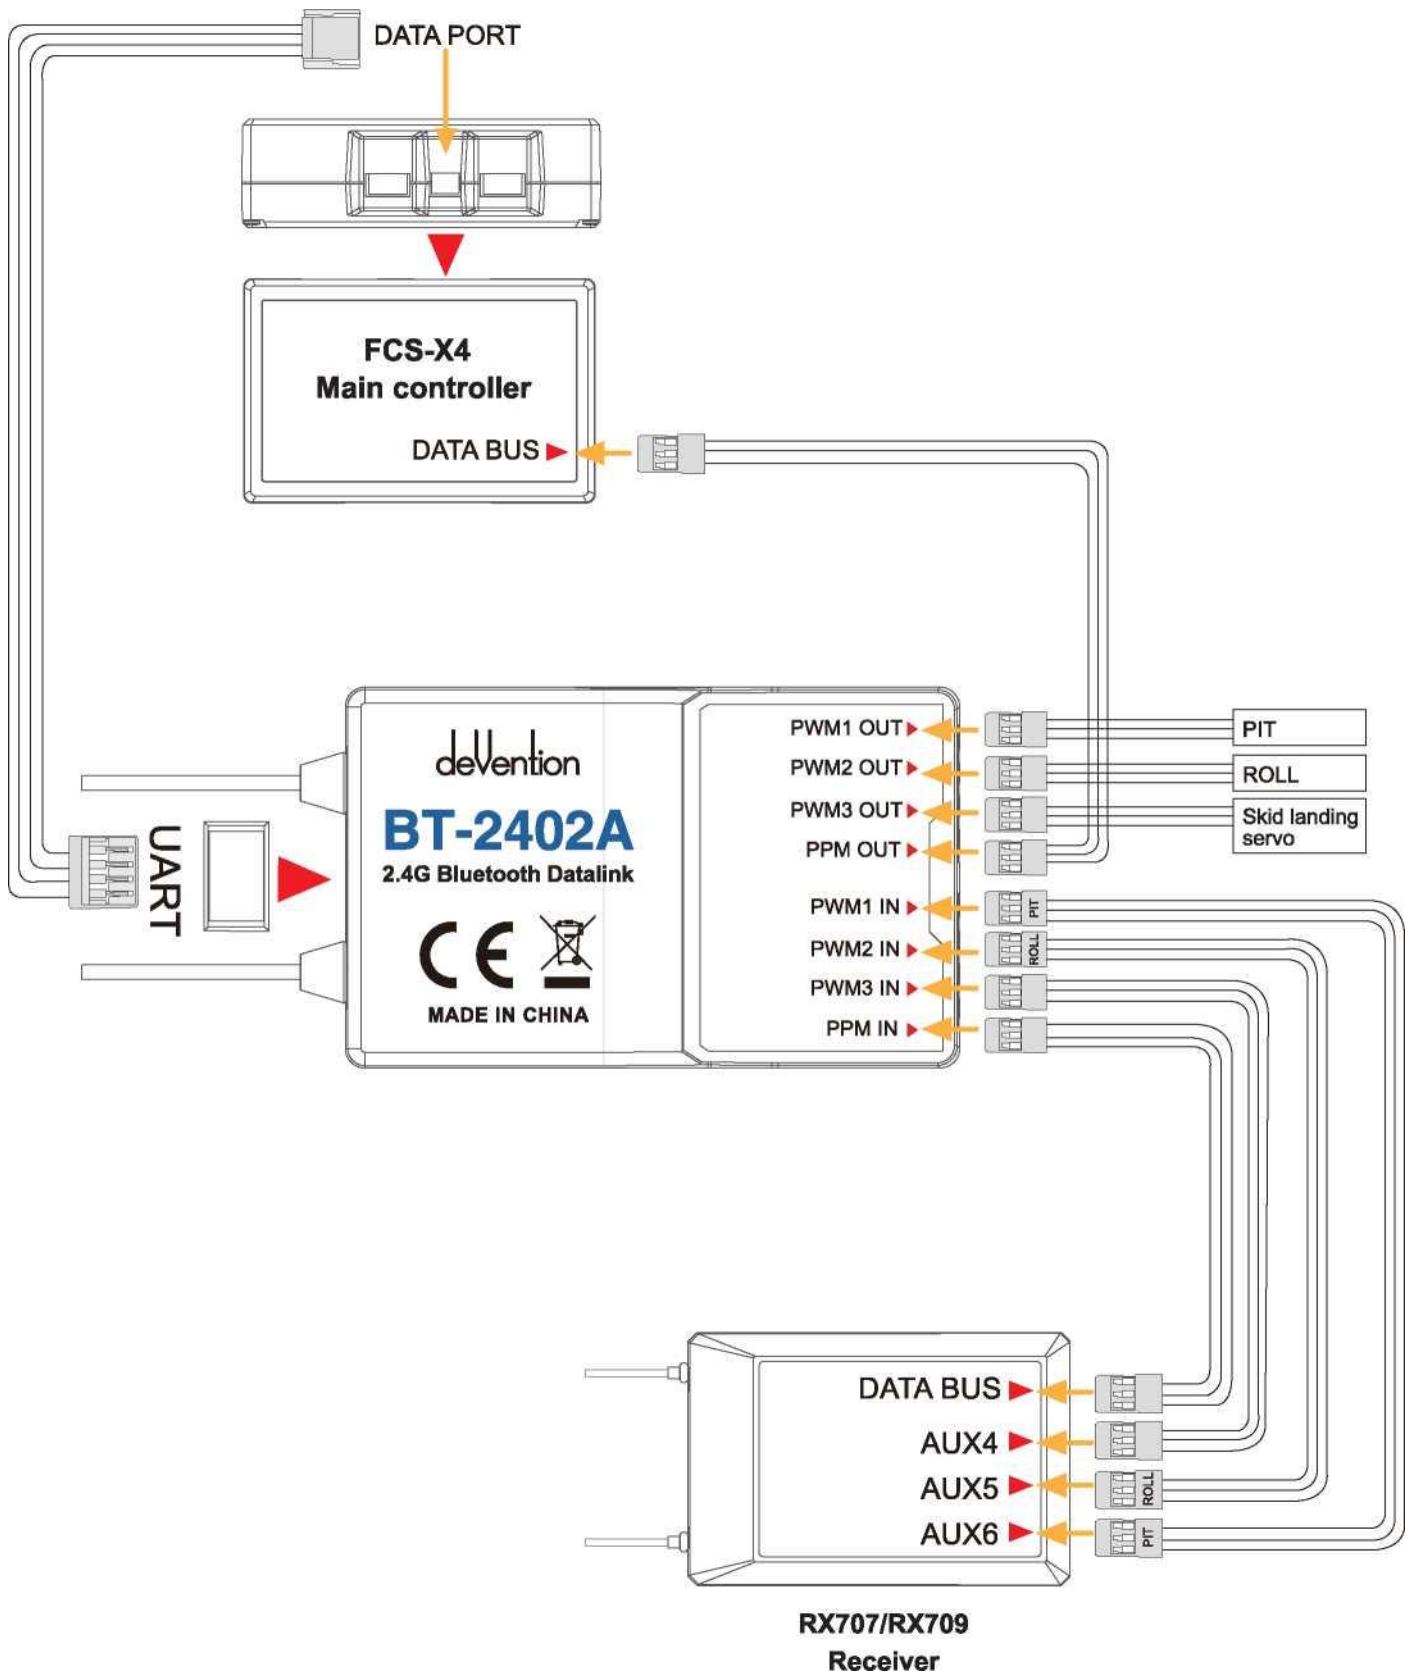 DATA PORT
FCS-X4
Main controller
DATA BUS
deVention
BT-2402A
2.4G Bluetooth Datalink
CE
MADE IN CHINA
UART
PWM1 OUT
PWM2 OUT
PWM3 OUT
PPM OUT
PWM1 IN
PWM2 IN
PWM3 IN
PPM IN
PIT
ROLL
Skid landing
servo
PIT
ROLL
DATA BUS
AUX4
AUX5
AUX6
ROLL
PIT
RX707/RX709
Receiver